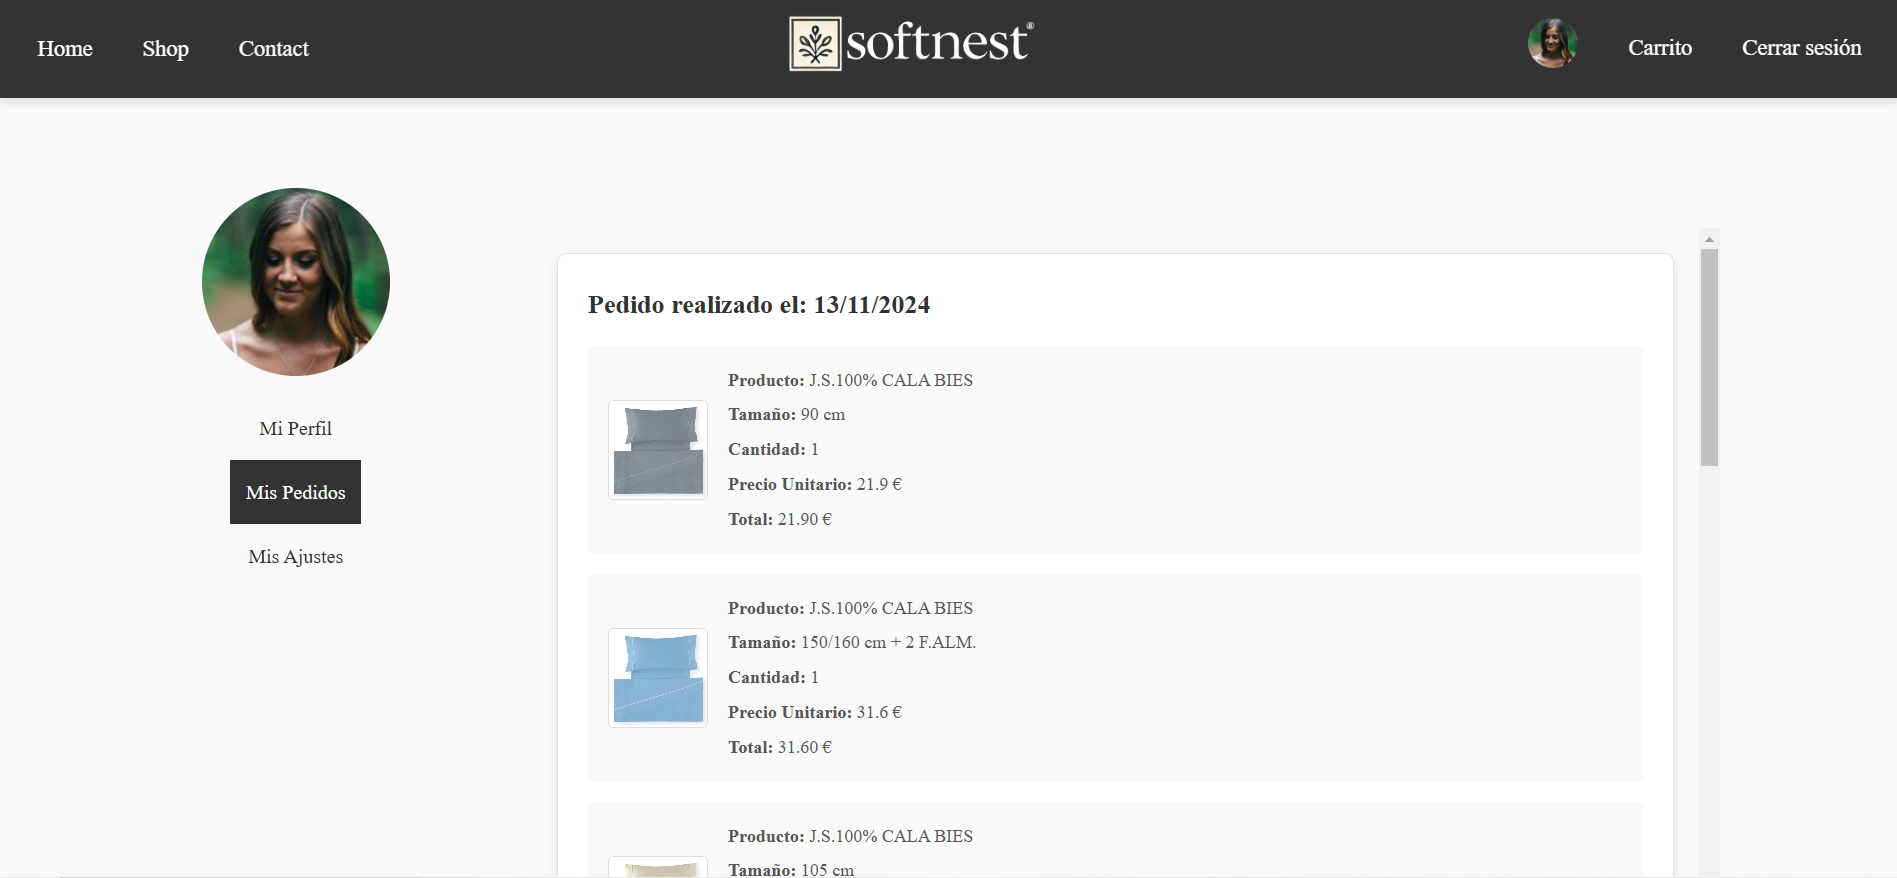 Home
Shop
Contact
softnest®
Carrito
Cerrar sesión
Mi Perfil
Mis Pedidos
Mis Ajustes
Pedido realizado el: 13/11/2024
Producto: J.S.100% CALA BIES
Tamaño: 90 cm
Cantidad: 1
Precio Unitario: 21.9 €
Total: 21.90 €
Producto: J.S.100% CALA BIES
Tamaño: 150/160 cm + 2 F.ALM.
Cantidad: 1
Precio Unitario: 31.6 €
Total: 31.60 €
Producto: J.S.100% CALA BIES
Tamaño: 105 cm